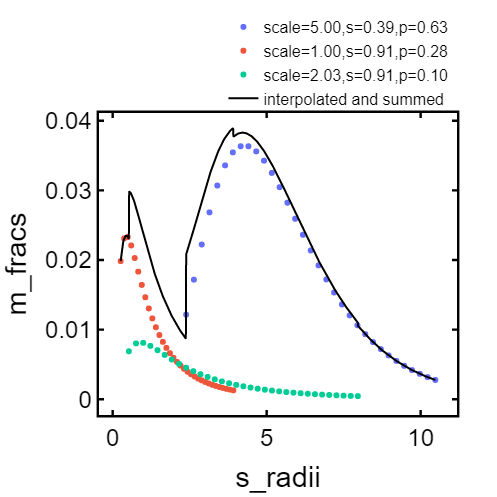 scale=5.00,s=0.39,p=0.63
scale=1.00,s=0.91,p=0.28
scale=2.03,s=0.91,p=0.10
interpolated and summed
0.04
0.03
0.02
0.01
0
m_fracs
0 5 10
s_radii